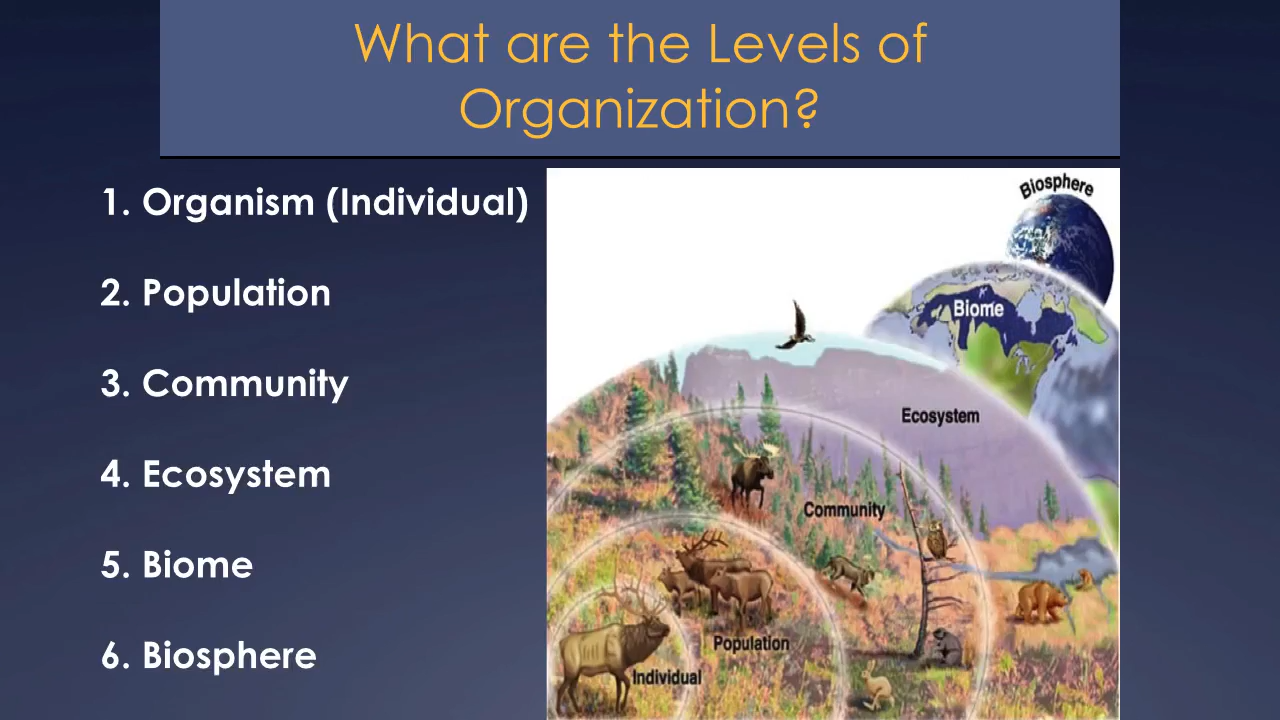 What are the Levels of
Organization?
1. Organism (Individual)
2. Population
3. Community
4. Ecosystem
5. Biome
6. Biosphere
Biosphere
Biome
Ecosystem
Community
Population
Individual